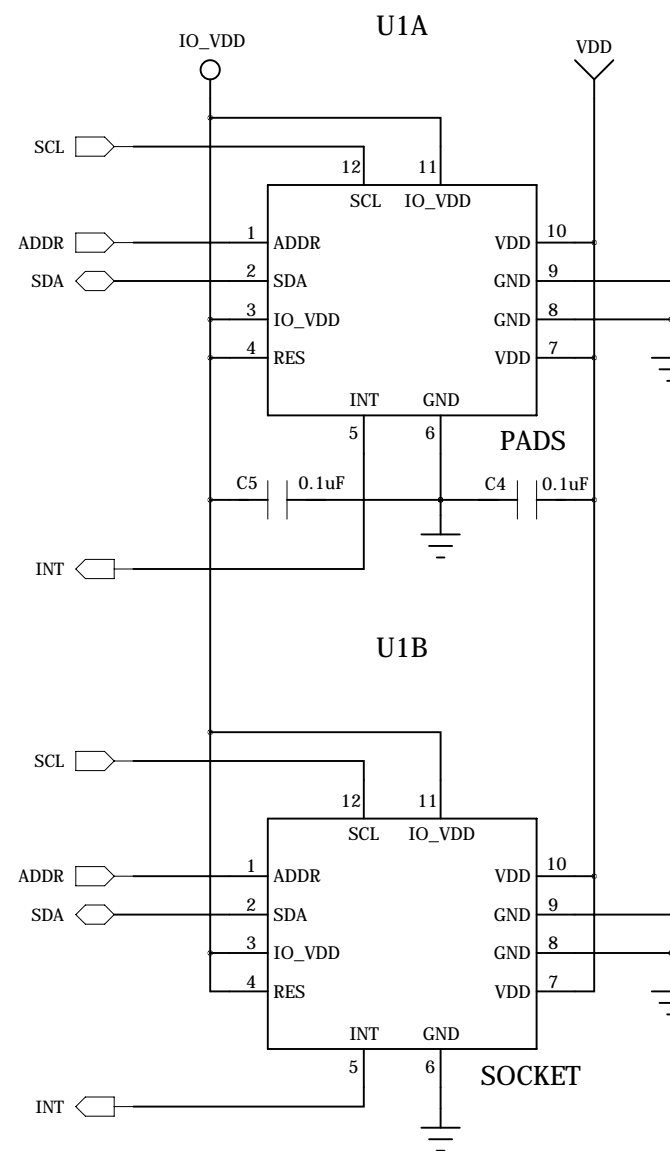 U1A
IO_VDD
VDD
SCL
12
11
SCL IO_VDD
ADDR
1
ADDR
VDD
10
SDA
2
SDA
GND
9
3
IO_VDD
GND
8
4
RES
VDD
7
INT GND
5
6
PADS
C5
0.1uF
C4
0.1uF
INT
U1B
SCL
12
11
SCL IO_VDD
ADDR
1
ADDR
VDD
10
SDA
2
SDA
GND
9
3
IO_VDD
GND
8
4
RES
VDD
7
INT GND
5
6
SOCKET
INT